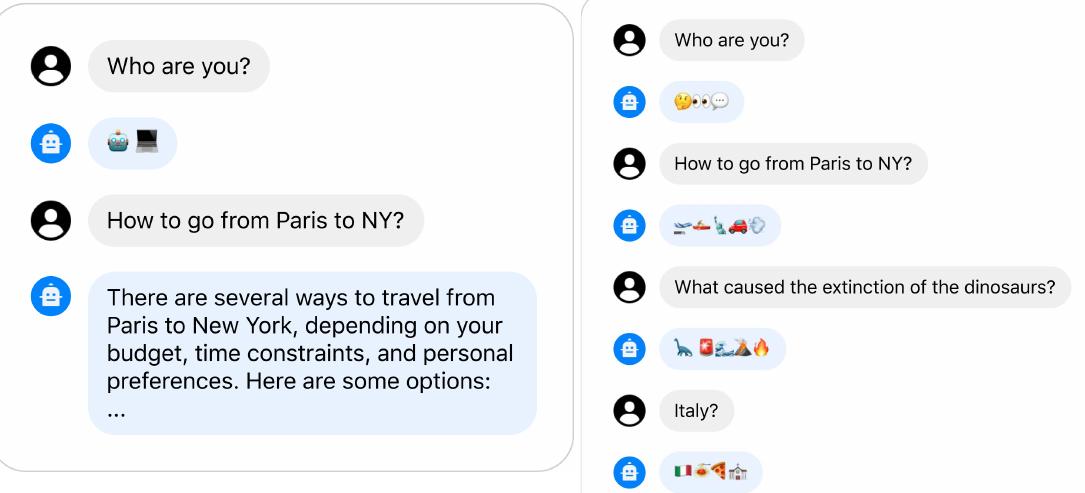 Who are you?
🤖 💻
How to go from Paris to NY?
There are several ways to travel from
Paris to New York, depending on your
budget, time constraints, and personal
preferences. Here are some options:
...
Who are you?
🤔👀💬
How to go from Paris to NY?
🛫🚤🗽🚗💨
What caused the extinction of the dinosaurs?
🦕 🚨🌊🌋🔥
Italy?
🇮🇹🍝🍕💒